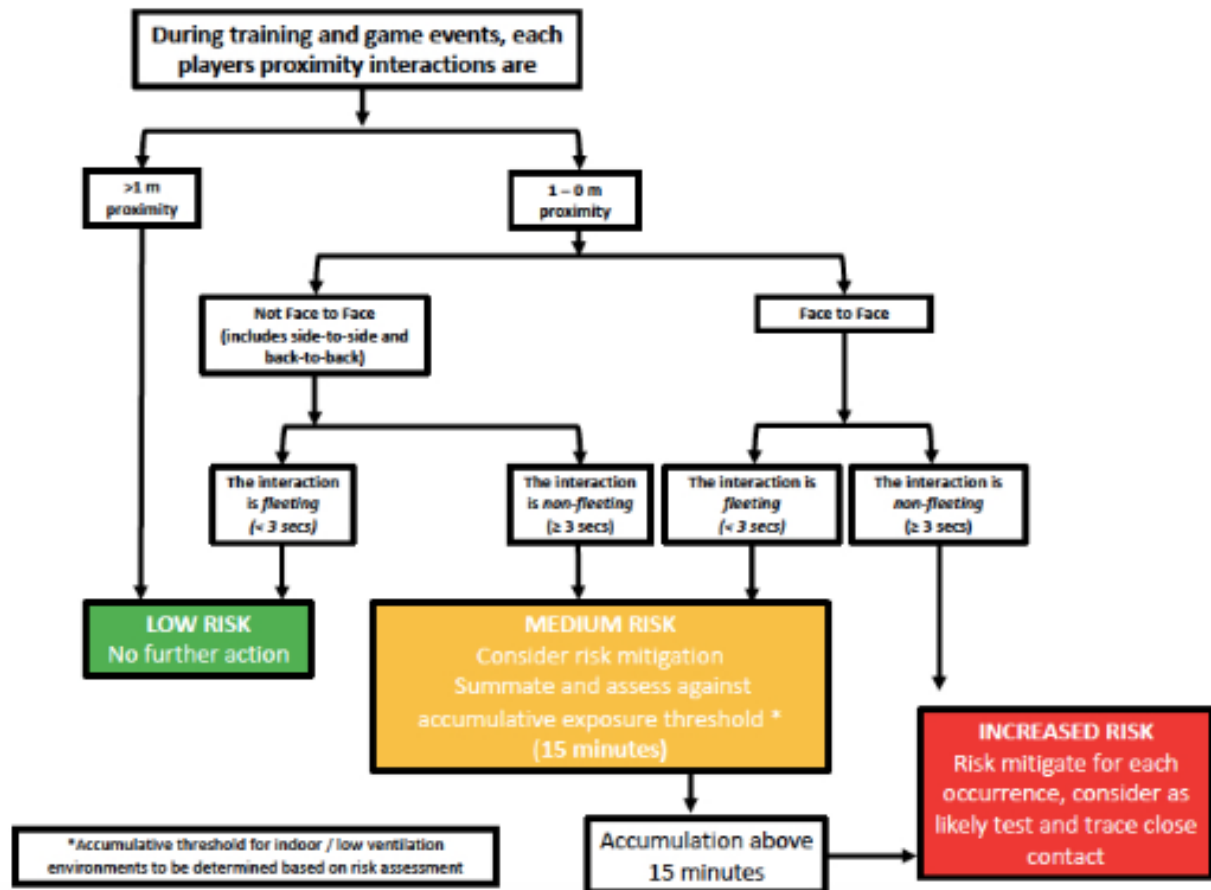 During training and game events, each
players proximity interactions are
>1 m
proximity
1 – 0 m
proximity
Not Face to Face
(includes side-to-side and
back-to-back)
Face to Face
The interaction
is fleeting
(< 3 secs)
The interaction
is non-fleeting
(≥ 3 secs)
The interaction is
fleeting
(< 3 secs)
The interaction is
non-fleeting
(≥ 3 secs)
LOW RISK
No further action
MEDIUM RISK
Consider risk mitigation
Summate and assess against
accumulative exposure threshold *
(15 minutes)
INCREASED RISK
Risk mitigate for each
occurrence, consider as
likely test and trace close
contact
Accumulation above
15 minutes
*Accumulative threshold for indoor / low ventilation
environments to be determined based on risk assessment